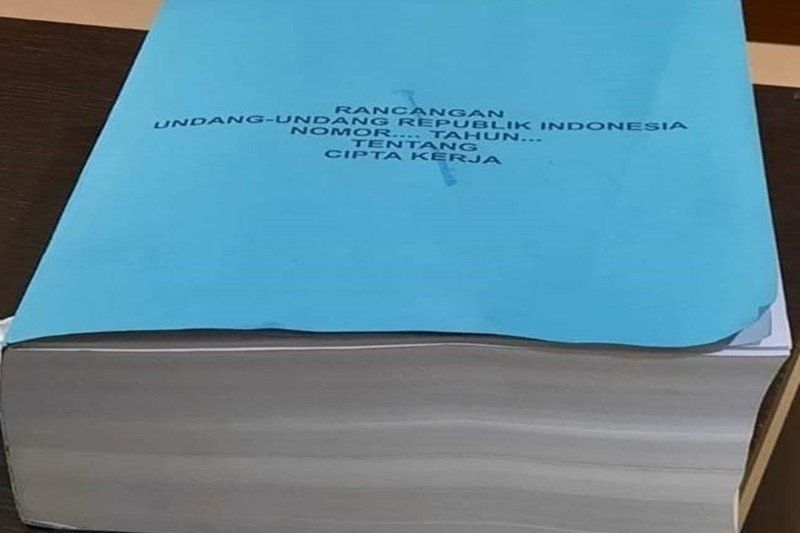 RANCANGAN
UNDANG-UNDANG REPUBLIK INDONESIA
NOMOR.... TAHUN...
TENTANG
CIPTA KERJA